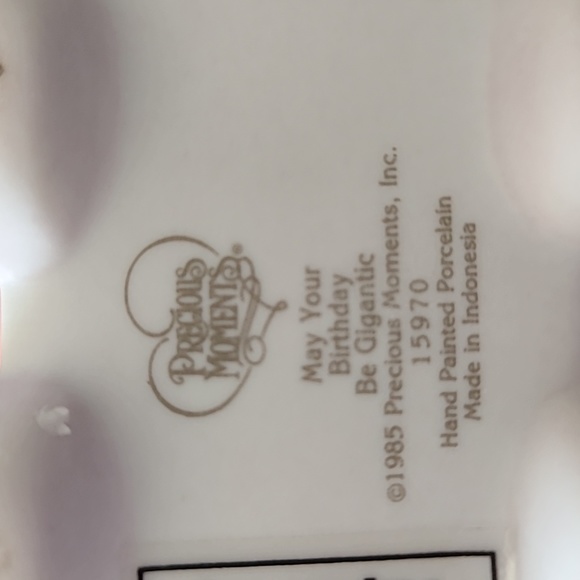 PRECIOUS
MOMENTS®
May Your
Birthday
Be Gigantic
©1985 Precious Moments, Inc.
15970
Hand Painted Porcelain
Made in Indonesia